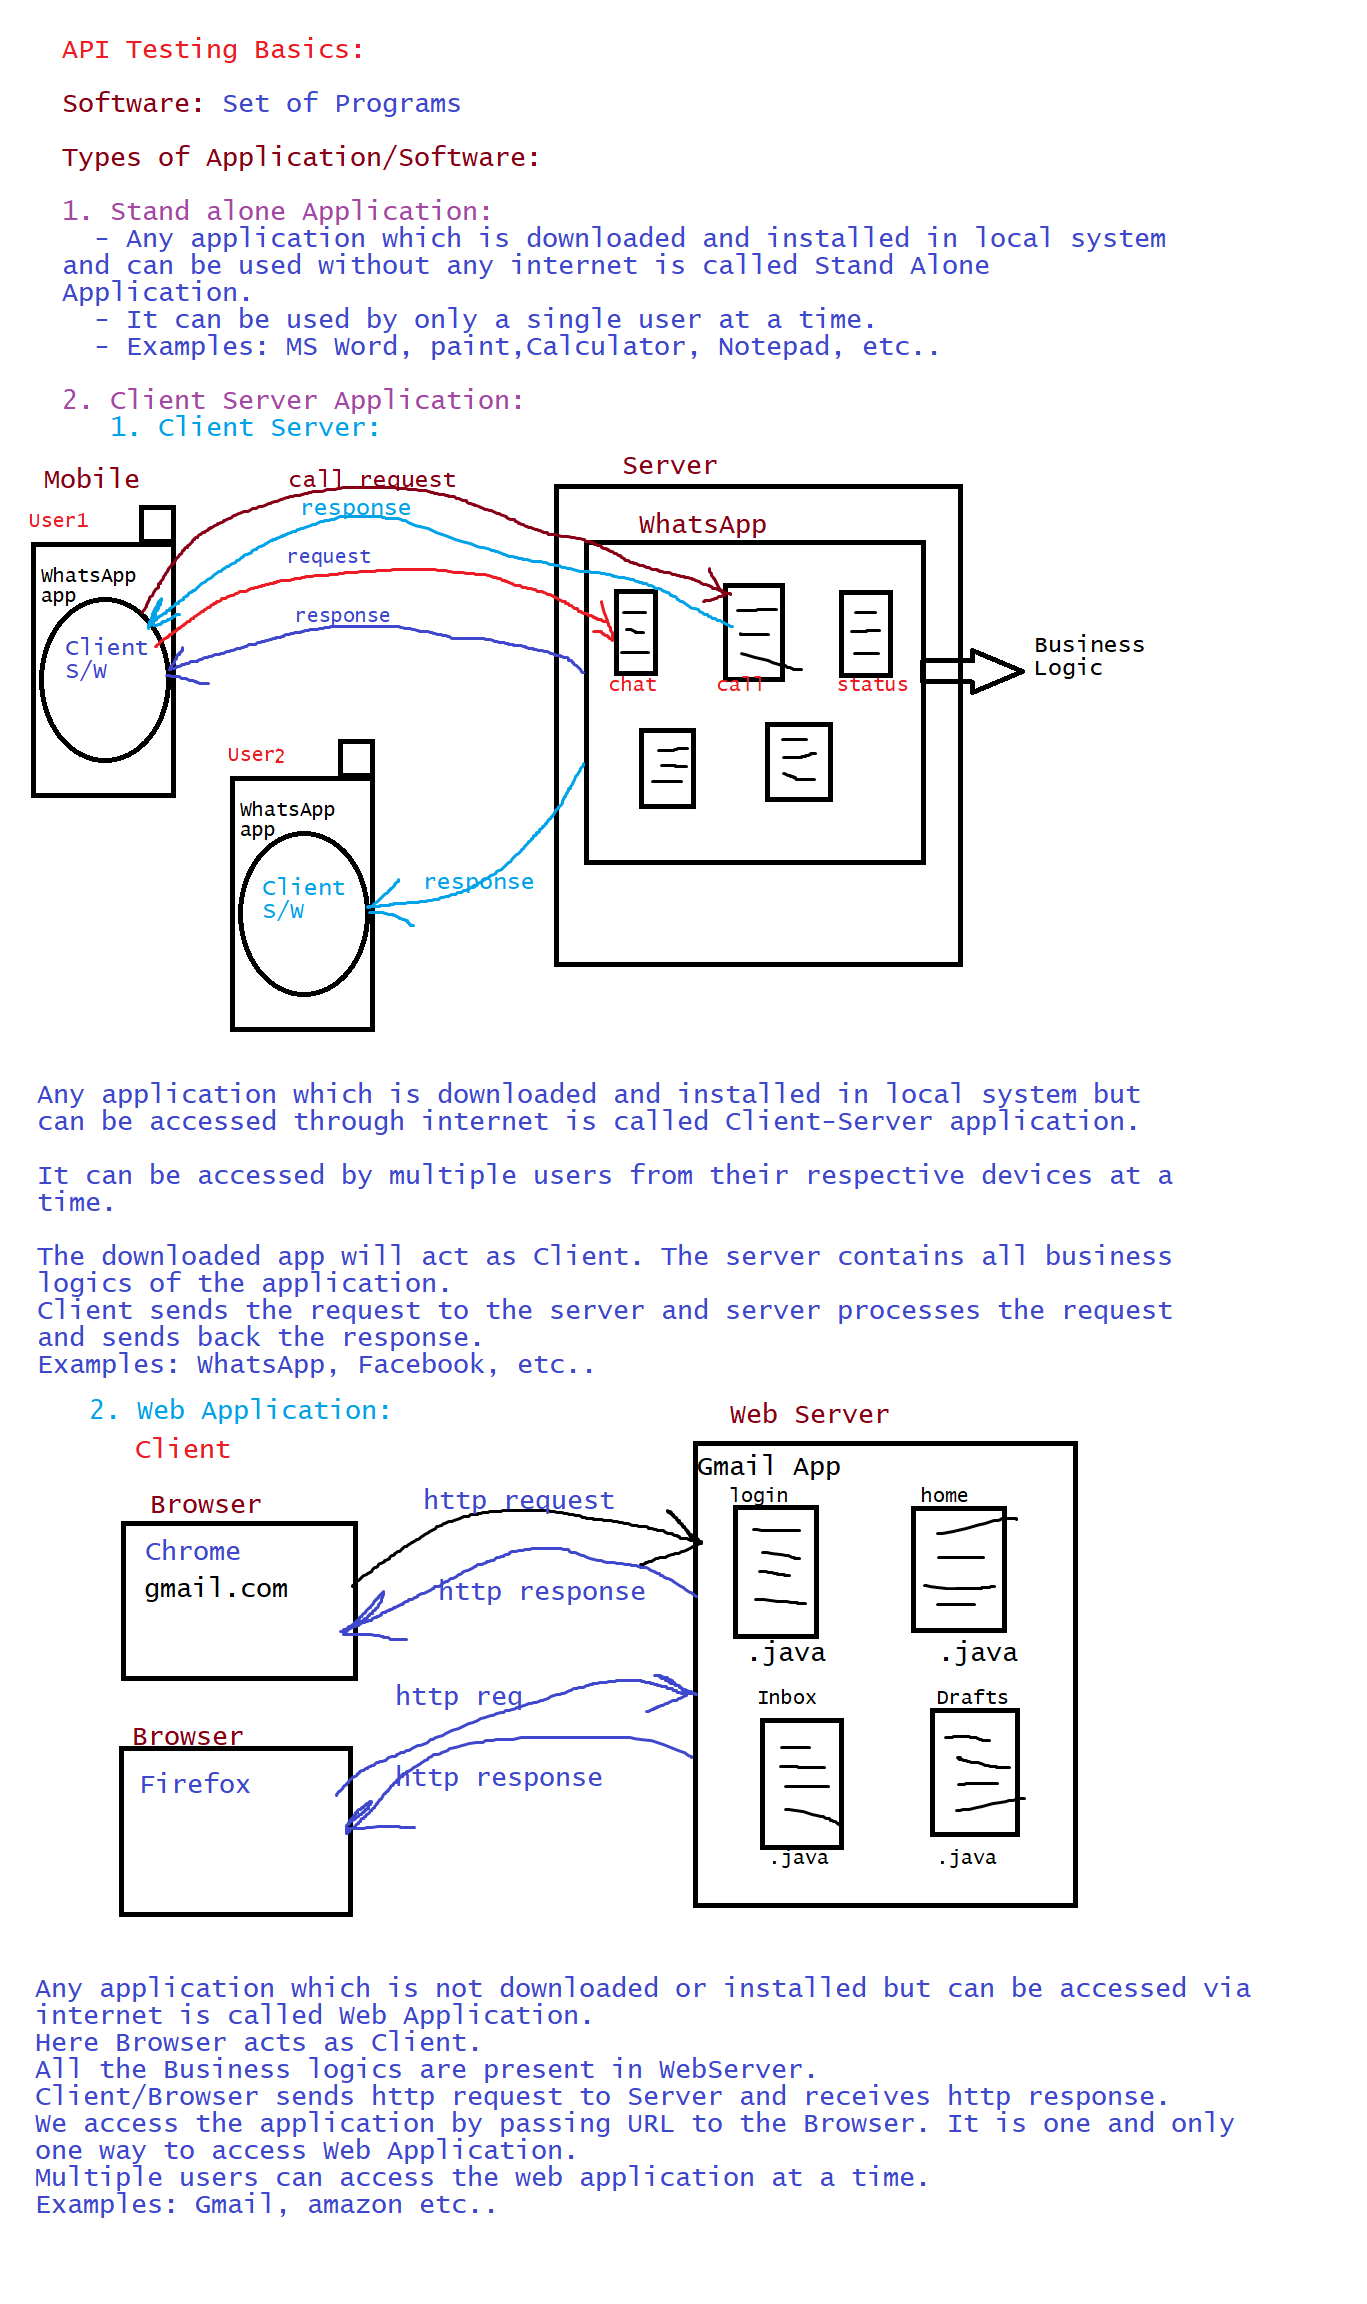 API Testing Basics:
Software: Set of Programs
Types of Application/Software:
1. Stand alone Application:
- Any application which is downloaded and installed in local system
and can be used without any internet is called Stand Alone
Application.
- It can be used by only a single user at a time.
- Examples: MS Word, paint,Calculator, Notepad, etc..
2. Client Server Application:
1. Client Server:
Mobile
User1
WhatsApp
app
Client
S/W
call request
response
request
response
Server
WhatsApp
chat
call
status
Business
Logic
User2
WhatsApp
app
Client
S/W
response
Any application which is downloaded and installed in local system but
can be accessed through internet is called Client-Server application.
It can be accessed by multiple users from their respective devices at a
time.
The downloaded app will act as Client. The server contains all business
logics of the application.
Client sends the request to the server and server processes the request
and sends back the response.
Examples: WhatsApp, Facebook, etc..
2. Web Application:
Client
Browser
Chrome
gmail.com
http request
http response
Web Server
Gmail App
login
home
.java
.java
http req
http response
Browser
Firefox
Inbox
Drafts
.java
.java
Any application which is not downloaded or installed but can be accessed via
internet is called Web Application.
Here Browser acts as Client.
All the Business logics are present in WebServer.
Client/Browser sends http request to Server and receives http response.
We access the application by passing URL to the Browser. It is one and only
one way to access Web Application.
Multiple users can access the web application at a time.
Examples: Gmail, amazon etc..